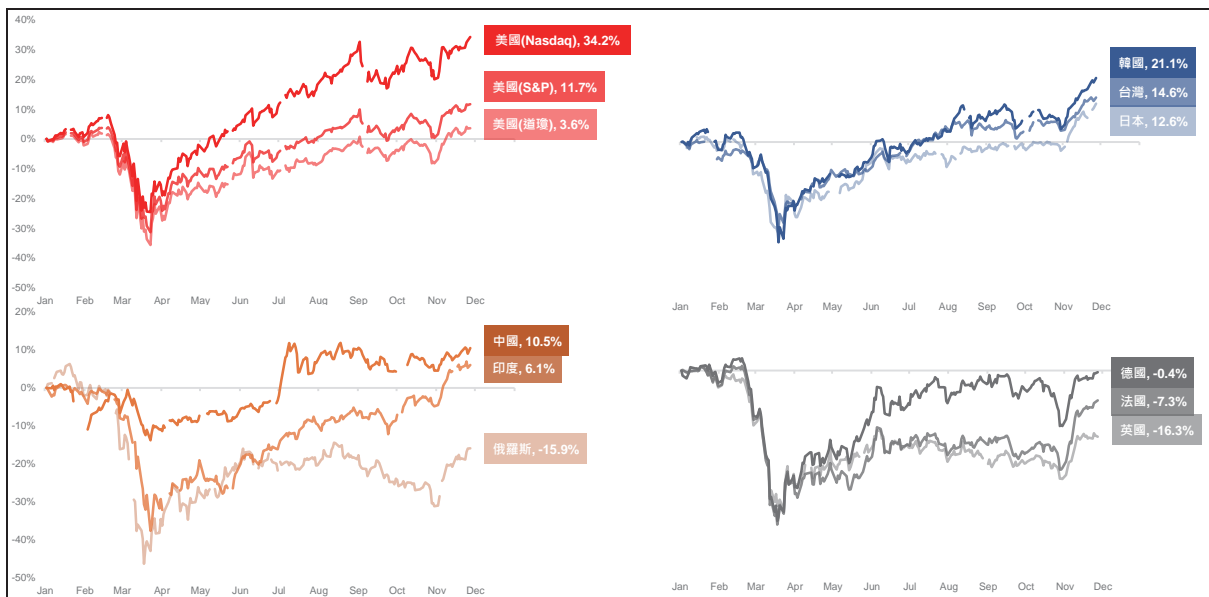 40%
30%
20%
10%
0%
-10%
-20%
-30%
-40%
-50%
Jan Feb Mar Apr May Jun Jul Aug Sep Oct Nov Dec
美國(Nasdaq), 34.2%
美國(S&P), 11.7%
美國(道瓊), 3.6%
韓國, 21.1%
台灣, 14.6%
日本, 12.6%
Jan Feb Mar Apr May Jun Jul Aug Sep Oct Nov Dec
20%
10%
0%
-10%
-20%
-30%
-40%
-50%
Jan Feb Mar Apr May Jun Jul Aug Sep Oct Nov Dec
中國, 10.5%
印度, 6.1%
俄羅斯, -15.9%
德國, -0.4%
法國, -7.3%
英國, -16.3%
Jan Feb Mar Apr May Jun Jul Aug Sep Oct Nov Dec